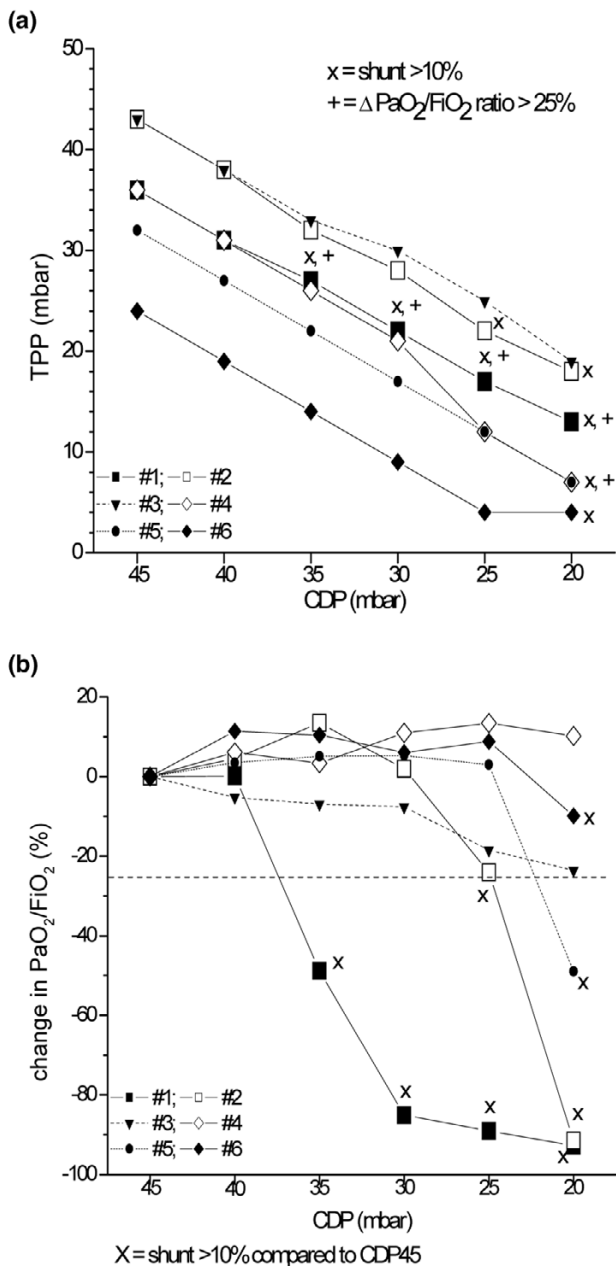 (a)
x = shunt >10%
+ = Δ PaO2/FiO2 ratio > 25%
50
40
30
20
10
0
TPP (mbar)
x, +
x, +
x
x, +
x
x, +
x, +
x
#1; #2
#3; #4
#5; #6
45 40 35 30 25 20
CDP (mbar)
(b)
20
0
-20
-40
-60
-80
-100
change in PaO2/FiO2 (%)
x
x
x
x
x
x
x
x
#1; #2
#3; #4
#5; #6
45 40 35 30 25 20
CDP (mbar)
X = shunt >10% compared to CDP45